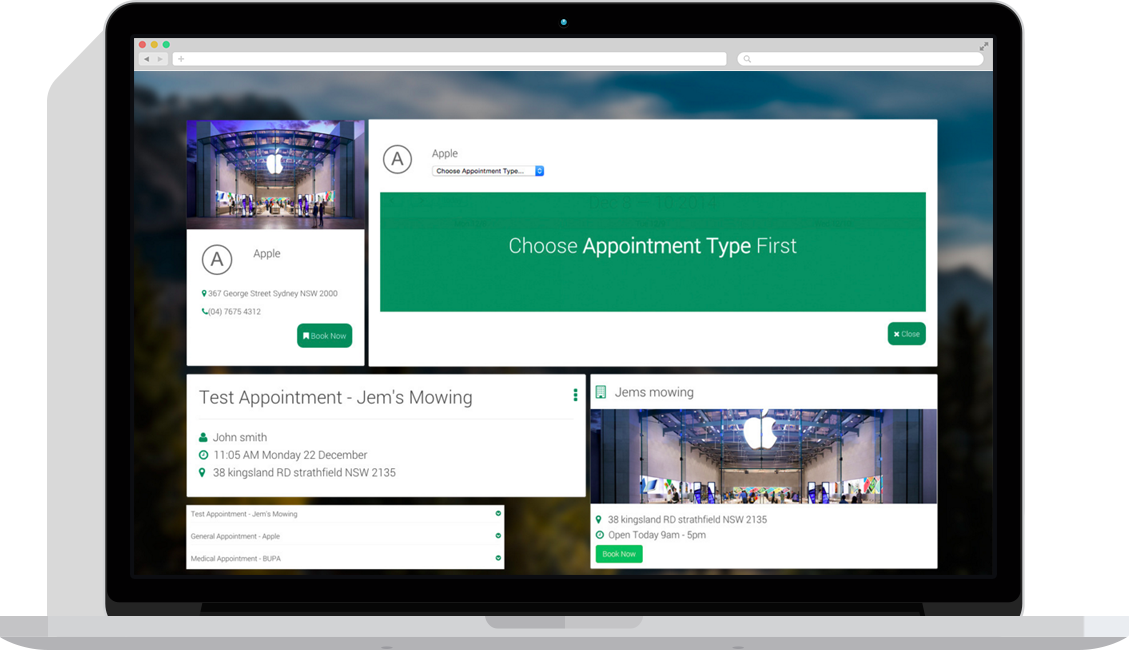 A
Apple
367 George Street Sydney NSW 2000
(04) 7675 4312
Book Now
A
Apple
Choose Appointment Type...
Choose Appointment Type First
Close
Test Appointment - Jem's Mowing
John smith
11:05 AM Monday 22 December
38 kingsland RD strathfield NSW 2135
Test Appointment - Jem's Mowing
General Appointment - Apple
Medical Appointment - BUPA
Jems mowing
38 kingsland RD strathfield NSW 2135
Open Today 9am - 5pm
Book Now